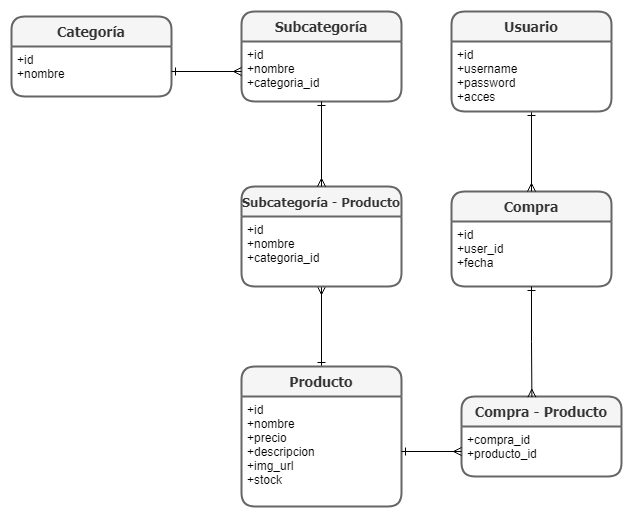 Categoría
+id
+nombre
Subcategoría
+id
+nombre
+categoria_id
Usuario
+id
+username
+password
+acces
Subcategoría - Producto
+id
+nombre
+categoria_id
Compra
+id
+user_id
+fecha
Producto
+id
+nombre
+precio
+descripcion
+img_url
+stock
Compra - Producto
+compra_id
+producto_id